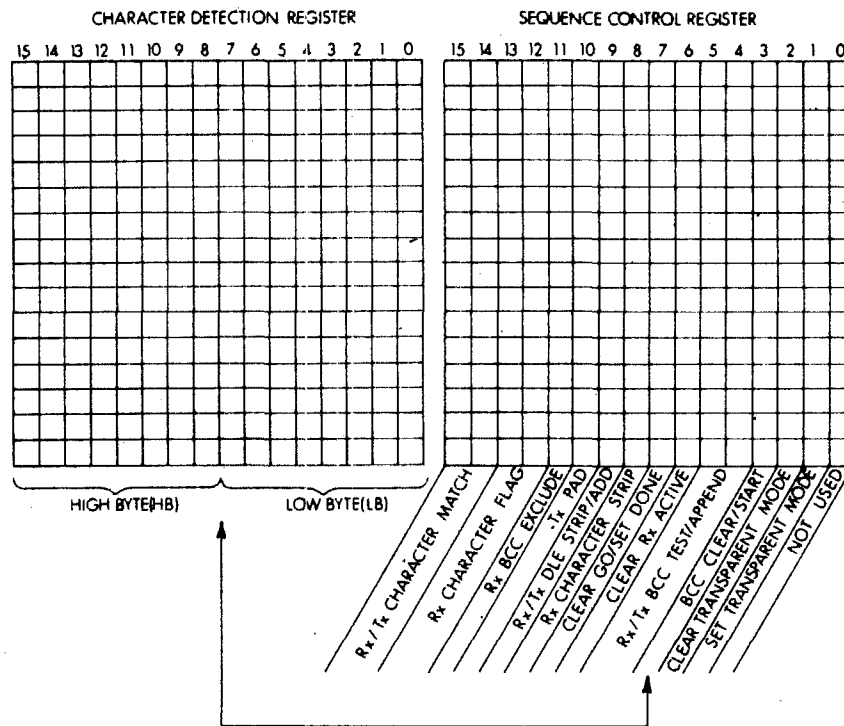 CHARACTER DETECTION REGISTER
SEQUENCE CONTROL REGISTER
15 14 13 12 11 10 9 8 7 6 5 4 3 2 1 0
15 14 13 12 11 10 9 8 7 6 5 4 3 2 1 0
HIGH BYTE(HB)
LOW BYTE(LB)
Rx/Tx CHARACTER MATCH
Rx CHARACTER FLAG
Rx BCC EXCLUDE
-Tx PAD
Rx/Tx DLE STRIP/ADD
Rx CHARACTER STRIP
CLEAR GO/SET DONE
CLEAR Rx ACTIVE
Rx/Tx BCC TEST/APPEND
BCC CLEAR/START
CLEAR TRANSPARENT MODE
SET TRANSPARENT MODE
NOT USED